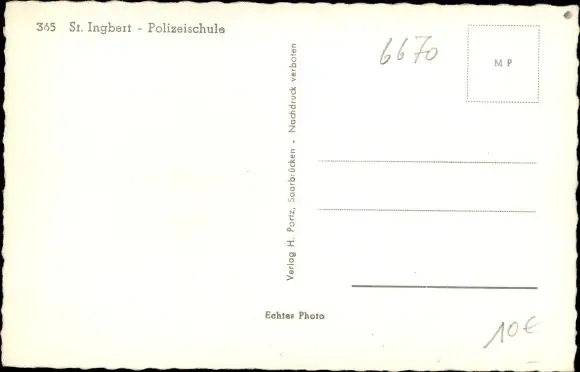 365 St. Ingbert - Polizeischule
6670
M P
Verlag H. Portz, Saarbrücken - Nachdruck verboten
Echtes Photo
10€